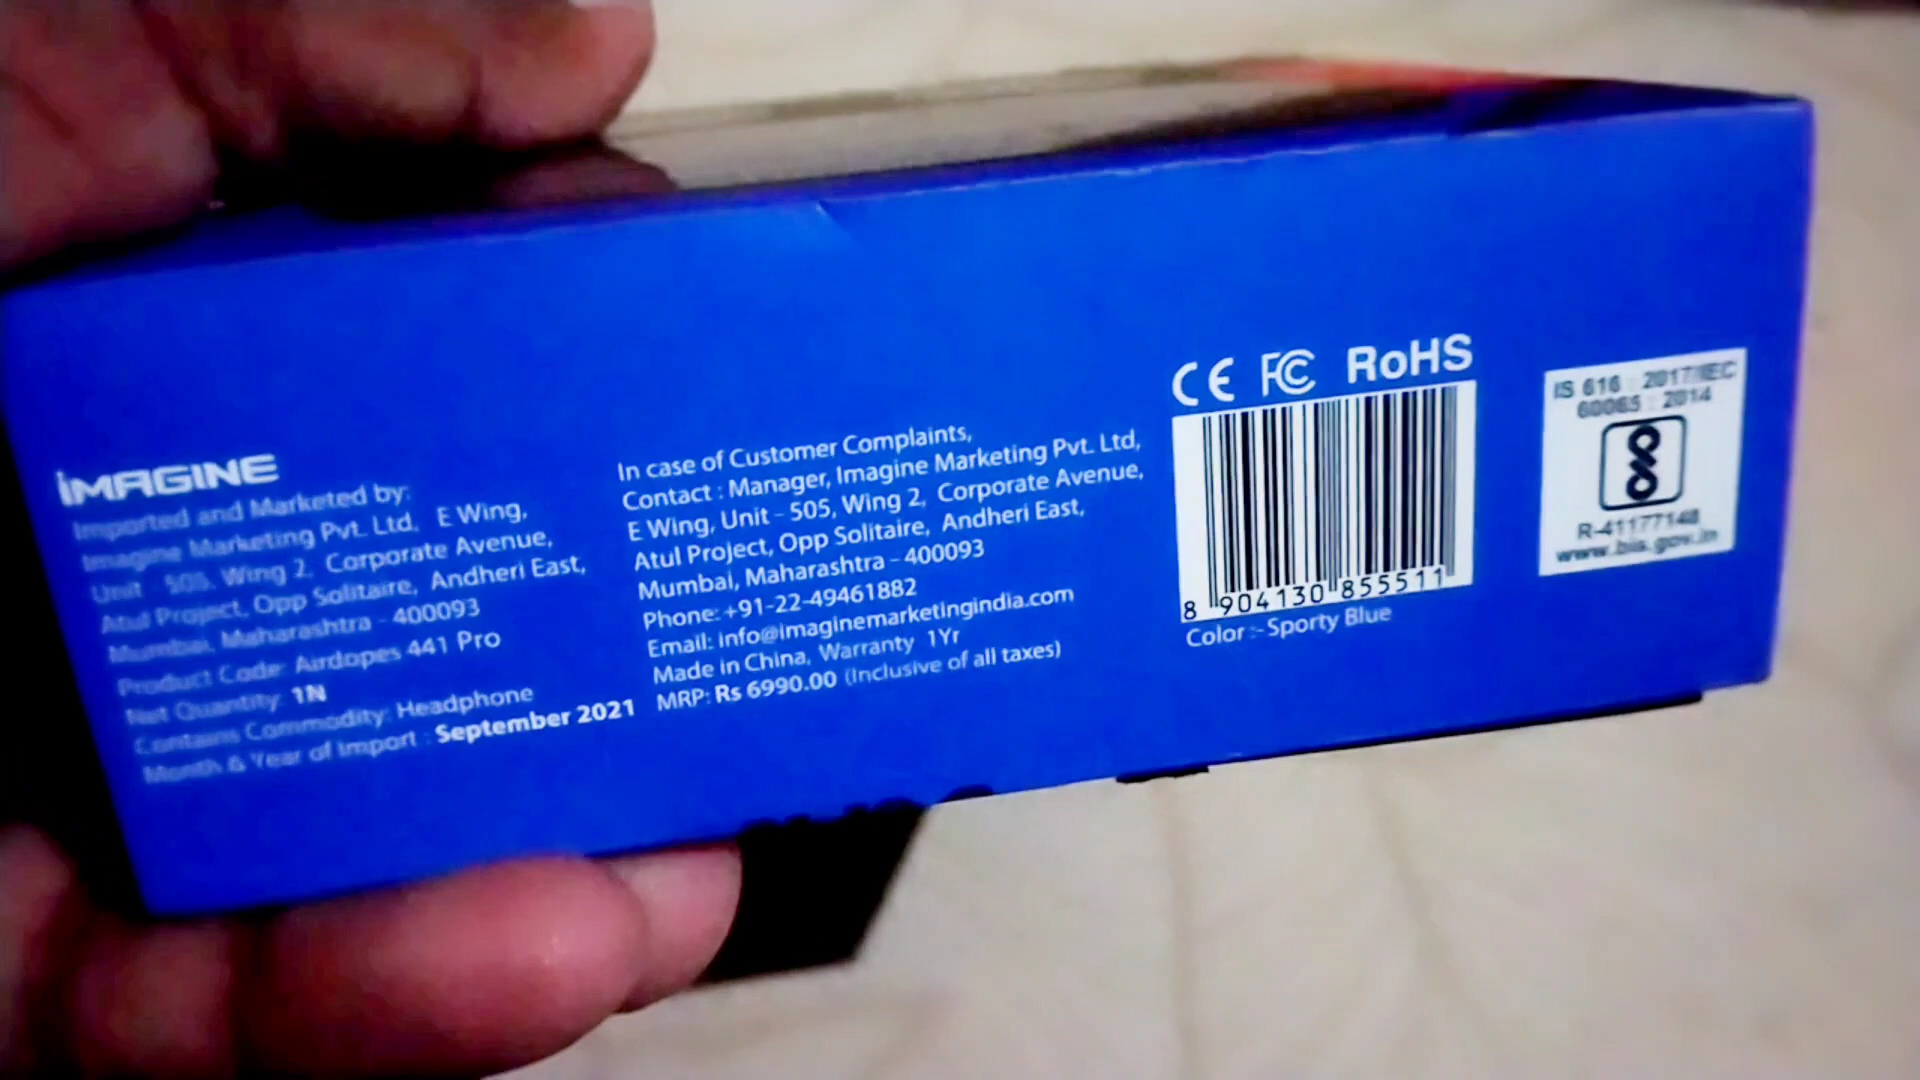 iMAGINE
Imported and Marketed by:
Imagine Marketing Pvt. Ltd, E Wing,
Unit - 505, Wing 2, Corporate Avenue,
Atul Project, Opp Solitaire, Andheri East,
Mumbai, Maharashtra - 400093
Product Code: Airdopes 441 Pro
Net Quantity: 1N
Contains Commodity: Headphone
Month & Year of Import : September 2021
In case of Customer Complaints,
Contact : Manager, Imagine Marketing Pvt. Ltd,
E Wing, Unit - 505, Wing 2, Corporate Avenue,
Atul Project, Opp Solitaire, Andheri East,
Mumbai, Maharashtra - 400093
Phone: +91-22-49461882
Email: info@imaginemarketingindia.com
Made in China, Warranty 1Yr
MRP: Rs 6990.00 (Inclusive of all taxes)
CE FC RoHS
8 904130 855511
Color :- Sporty Blue
IS 616 : 2017/IEC
60065 : 2014
R-41177148
www.bis.gov.in